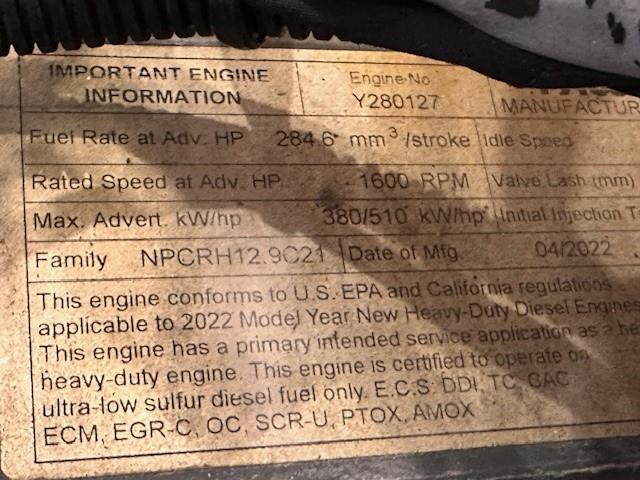 IMPORTANT ENGINE
INFORMATION
Engine No.
Y280127
MANUFACTUR
Fuel Rate at Adv. HP 284.6 mm³/stroke Idle Speed
Rated Speed at Adv. HP 1600 RPM Valve Lash (mm)
Max. Advert. kW/hp 380/510 kW/hp Initial Injection T
Family NPCRH12.9C21 Date of Mfg. 04/2022
This engine conforms to U.S. EPA and California regulations
applicable to 2022 Model Year New Heavy-Duty Diesel Engines
This engine has a primary intended service application as a he
heavy-duty engine. This engine is certified to operate on
ultra-low sulfur diesel fuel only. E.C.S: DDI, TC, CAC
ECM, EGR-C, OC, SCR-U, PTOX, AMOX